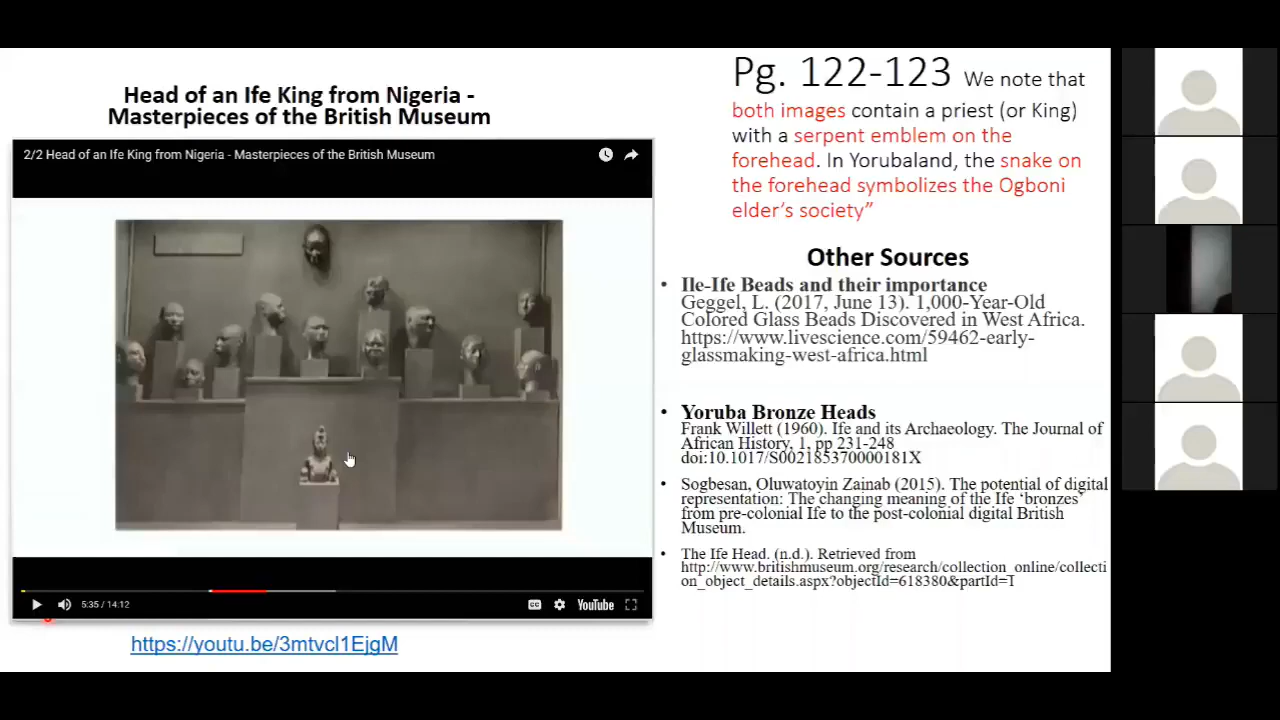 Head of an Ife King from Nigeria -
Masterpieces of the British Museum
2/2 Head of an Ife King from Nigeria - Masterpieces of the British Museum
5:35 / 14:12
CC
YouTube
https://youtu.be/3mtvcl1EjgM
Pg. 122-123 We note that
both images contain a priest (or King)
with a serpent emblem on the
forehead. In Yorubaland, the snake on
the forehead symbolizes the Ogboni
elder’s society”
Other Sources
• Ile-Ife Beads and their importance
Geggel, L. (2017, June 13). 1,000-Year-Old
Colored Glass Beads Discovered in West Africa.
https://www.livescience.com/59462-early-
glassmaking-west-africa.html
• Yoruba Bronze Heads
Frank Willett (1960). Ife and its Archaeology. The Journal of
African History, 1, pp 231-248
doi:10.1017/S002185370000181X
• Sogbesan, Oluwatoyin Zainab (2015). The potential of digital
representation: The changing meaning of the Ife ‘bronzes’
from pre-colonial Ife to the post-colonial digital British
Museum.
• The Ife Head. (n.d.). Retrieved from
http://www.britishmuseum.org/research/collection_online/collecti
on_object_details.aspx?objectId=618380&partId=1